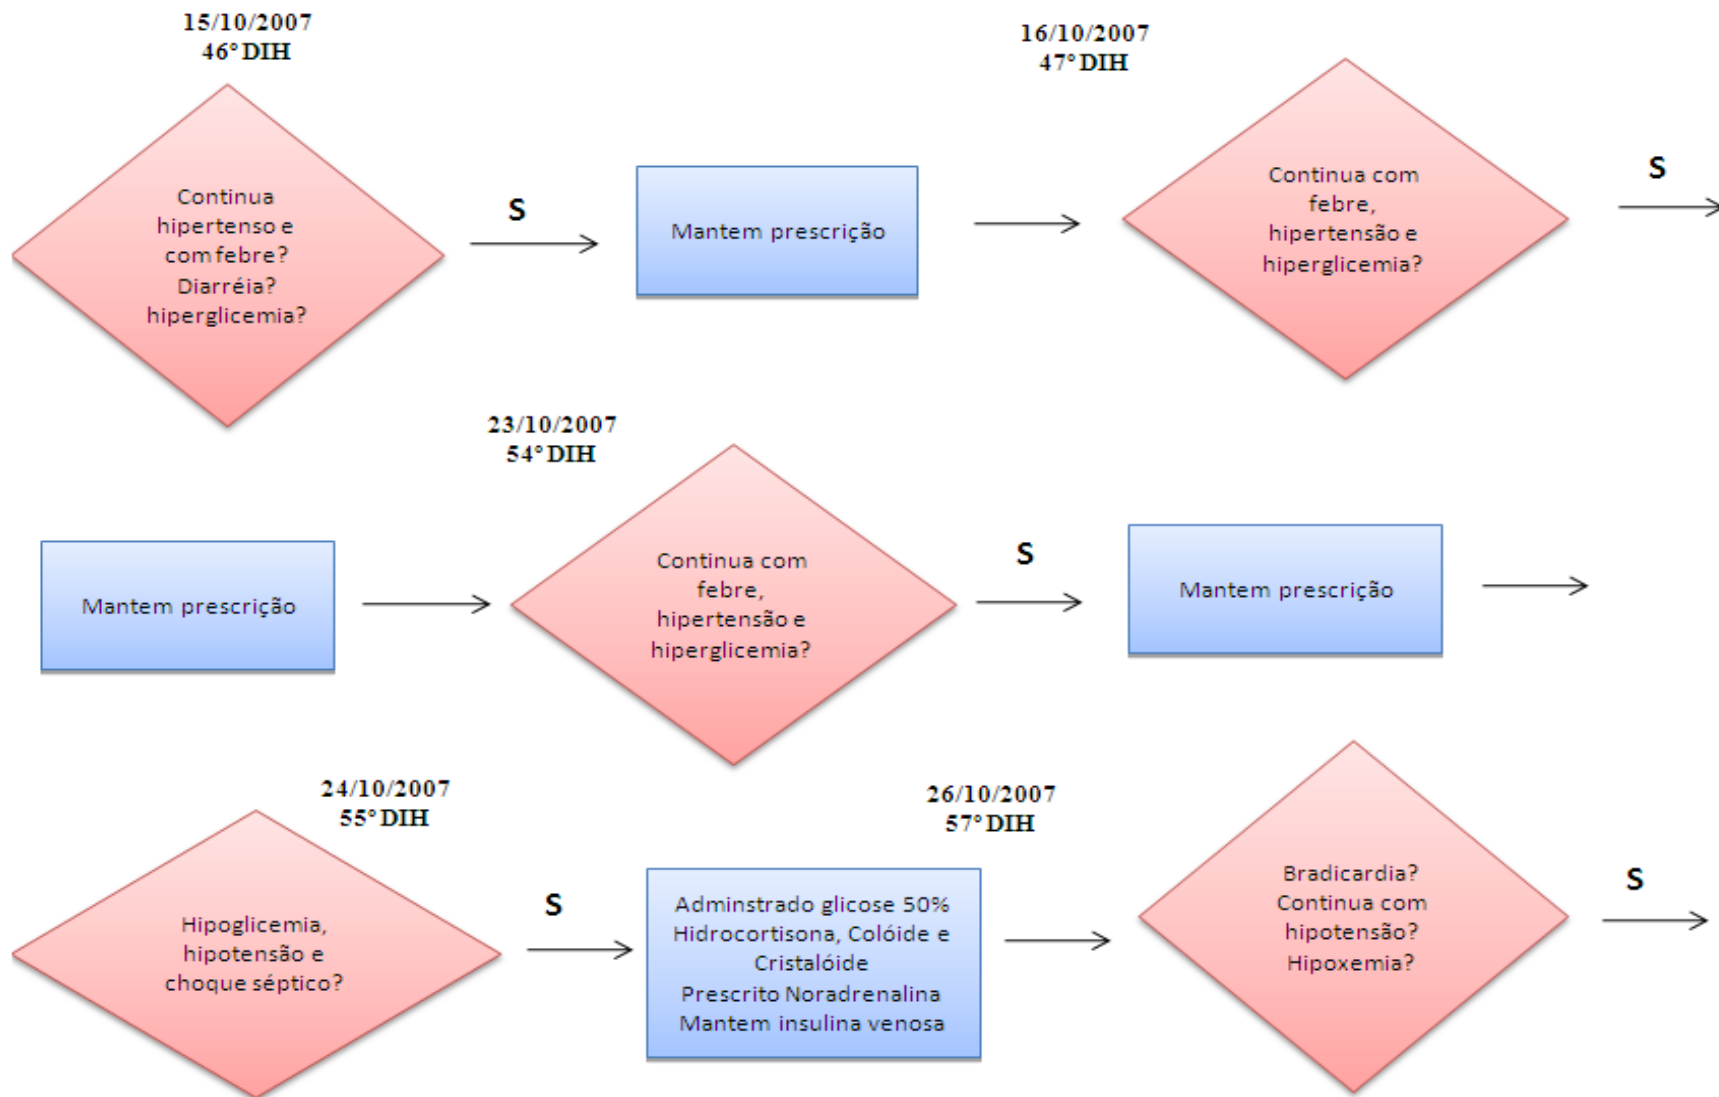 15/10/2007
46° DIH
Continua
hipertenso e
com febre?
Diarréia?
hiperglicemia?
S
Mantem prescrição
16/10/2007
47° DIH
Continua com
febre,
hipertensão e
hiperglicemia?
S
Mantem prescrição
23/10/2007
54° DIH
Continua com
febre,
hipertensão e
hiperglicemia?
S
Mantem prescrição
24/10/2007
55° DIH
Hipoglicemia,
hipotensão e
choque séptico?
S
Adminstrado glicose 50%
Hidrocortisona, Colóide e
Cristalóide
Prescrito Noradrenalina
Mantem insulina venosa
26/10/2007
57° DIH
Bradicardia?
Continua com
hipotensão?
Hipoxemia?
S